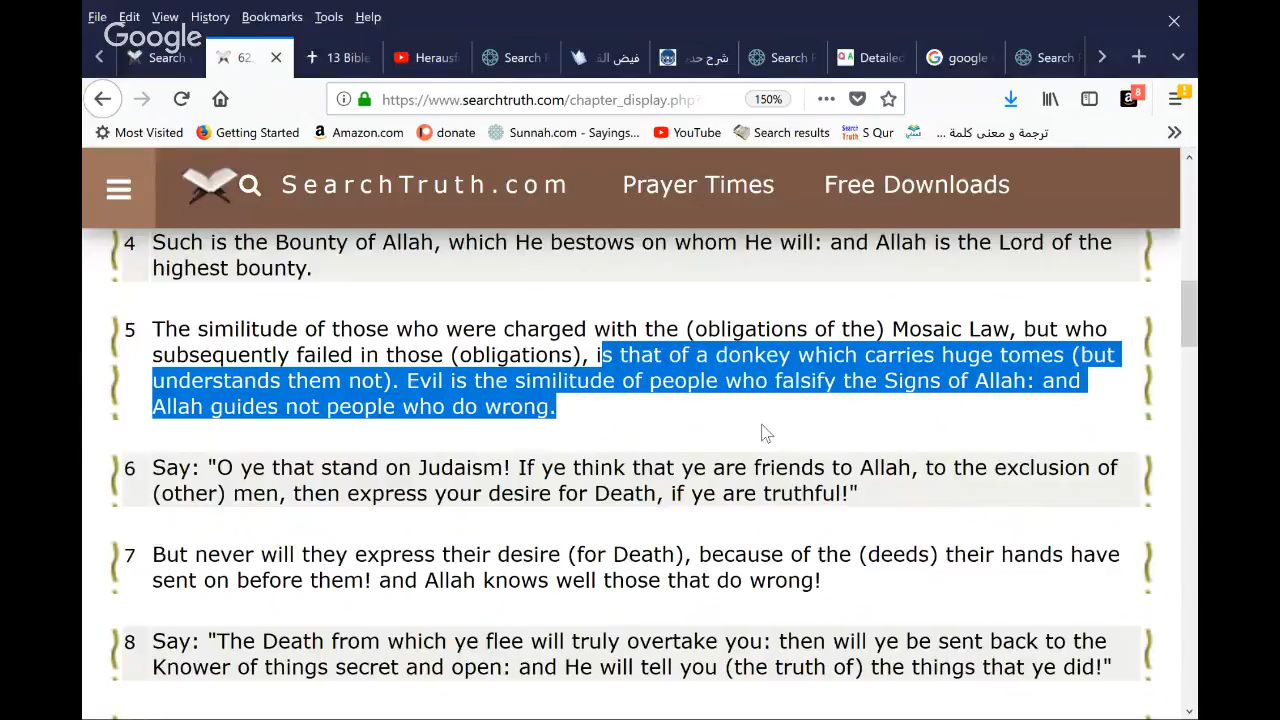 File Edit View History Bookmarks Tools Help
Google
Search 62. 13 Bible Herausf Search R فيض الق شرح حد Search R Detailed google Search R
https://www.searchtruth.com/chapter_display.php? 150% 8
Most Visited Getting Started Amazon.com donate Sunnah.com - Sayings... YouTube Search results Search Truth S Qur ترجمة و معنى كلمة ...
SearchTruth.com Prayer Times Free Downloads
4 Such is the Bounty of Allah, which He bestows on whom He will: and Allah is the Lord of the
highest bounty.
5 The similitude of those who were charged with the (obligations of the) Mosaic Law, but who
subsequently failed in those (obligations), is that of a donkey which carries huge tomes (but
understands them not). Evil is the similitude of people who falsify the Signs of Allah: and
Allah guides not people who do wrong.
6 Say: "O ye that stand on Judaism! If ye think that ye are friends to Allah, to the exclusion of
(other) men, then express your desire for Death, if ye are truthful!"
7 But never will they express their desire (for Death), because of the (deeds) their hands have
sent on before them! and Allah knows well those that do wrong!
8 Say: "The Death from which ye flee will truly overtake you: then will ye be sent back to the
Knower of things secret and open: and He will tell you (the truth of) the things that ye did!"